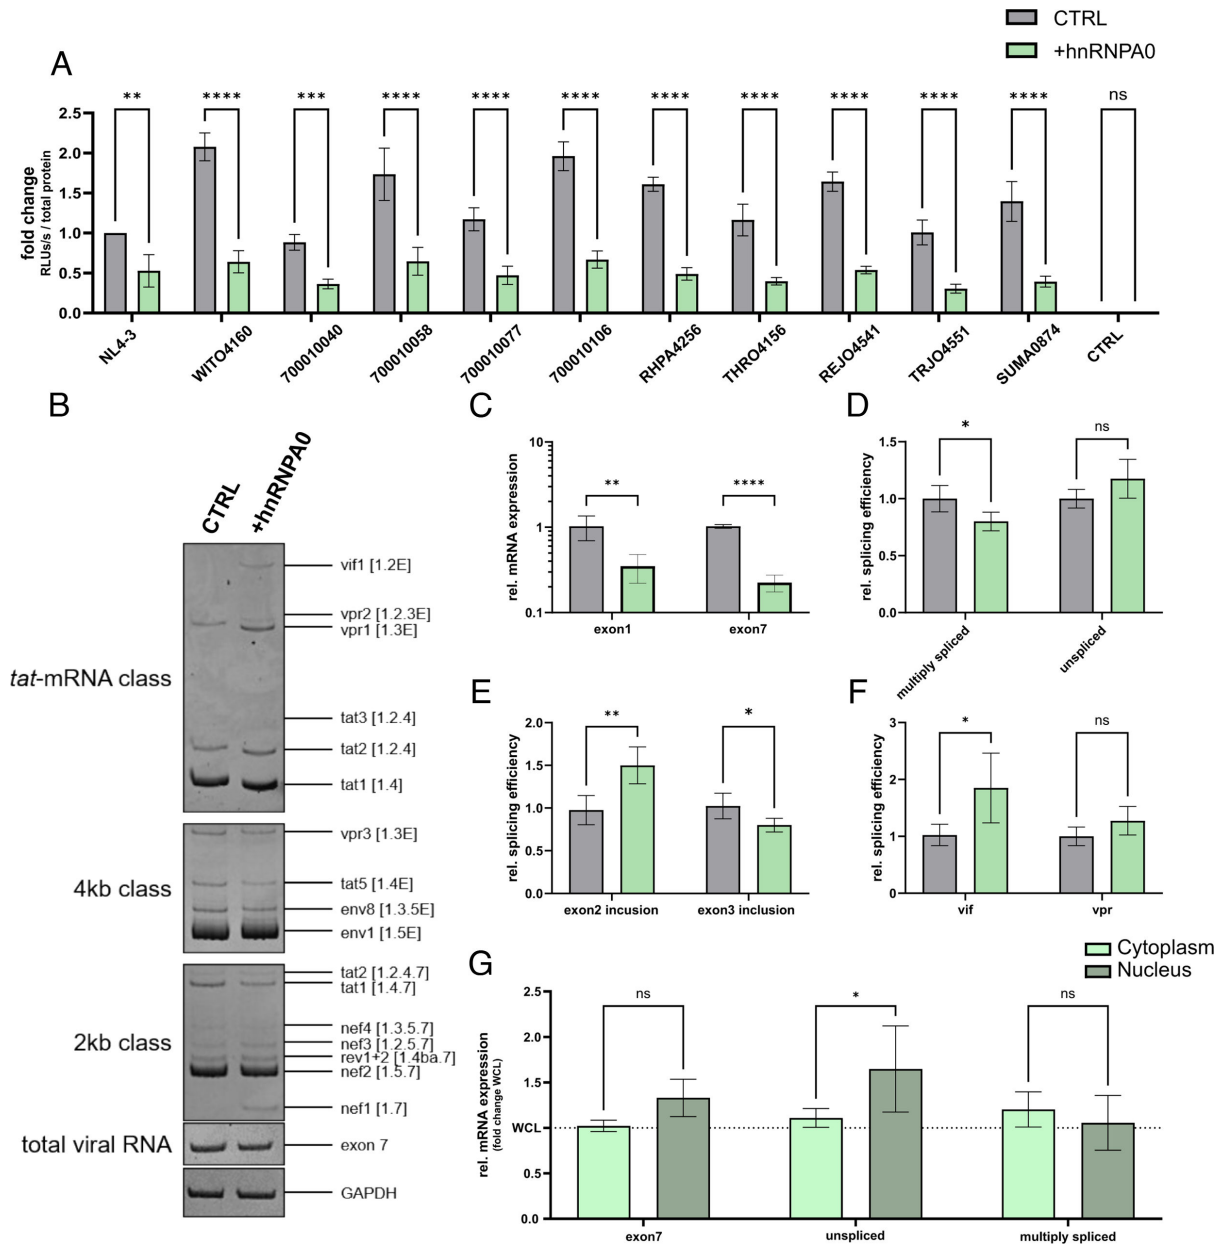 CTRL
+hnRNPA0
A
** **** *** **** **** **** **** **** **** **** **** ns
fold change
RLUs/s / total protein
2.5
2.0
1.5
1.0
0.5
0.0
NL4-3
WITO4160
700010040
700010058
700010077
700010106
RHPA4256
THRO4156
REJO4541
TRJO4551
SUMA0874
CTRL
B
CTRL
+hnRNPA0
tat-mRNA class
vif1 [1.2E]
vpr2 [1.2.3E]
vpr1 [1.3E]
tat3 [1.2.4]
tat2 [1.2.4]
tat1 [1.4]
4kb class
vpr3 [1.3E]
tat5 [1.4E]
env8 [1.3.5E]
env1 [1.5E]
2kb class
tat2 [1.2.4.7]
tat1 [1.4.7]
nef4 [1.3.5.7]
nef3 [1.2.5.7]
rev1+2 [1.4ba.7]
nef2 [1.5.7]
nef1 [1.7]
total viral RNA
exon 7
GAPDH
C
rel. mRNA expression
10
1
0.1
** ****
exon1 exon7
D
rel. splicing efficiency
1.5
1.0
0.5
0.0
* ns
multiply spliced
unspliced
E
rel. splicing efficiency
2.0
1.5
1.0
0.5
0.0
** *
exon2 incusion exon3 inclusion
F
rel. splicing efficiency
3
2
1
0
* ns
vif vpr
G
Cytoplasm
Nucleus
rel. mRNA expression
(fold change WCL)
2.5
2.0
1.5
WCL
0.5
0.0
ns * ns
exon7 unspliced multiply spliced